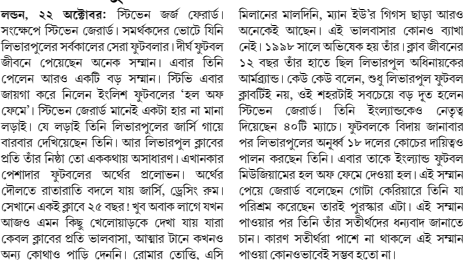 লন্ডন, ২২ অক্টোবর: স্টিভেন জর্জ জেরার্ড।
সংক্ষেপে স্টিভেন জেরার্ড। সমর্থকদের ভোটে যিনি
লিভারপুলের সর্বকালের সেরা ফুটবলার। দীর্ঘ ফুটবল
জীবনে পেয়েছেন অনেক সম্মান। এবার তিনি
পেলেন আরও একটি বড় সম্মান। স্টিভি এবার
জায়গা করে নিলেন ইংলিশ ফুটবলের 'হল অফ
ফেমে'। স্টিভেন জেরার্ড মানেই একটা হার না মানা
লড়াই। যে লড়াই তিনি লিভারপুলের জার্সি গায়ে
বারবার দেখিয়েছেন তিনি। আর লিভারপুল ক্লাবের
প্রতি তাঁর নিষ্ঠা তো এককথায় অসাধারণ। এখানকার
পেশাদার ফুটবলের অর্থের প্রলোভন। অর্থের
দৌলতে রাতারাতি বদলে যায় জার্সি, ড্রেসিং রুম।
সেখানে একই ক্লাবে ২৫ বছর! খুব অবাক লাগে যখন
আজও এমন কিছু খেলোয়াড়কে দেখা যায় যারা
কেবল ক্লাবের প্রতি ভালবাসা, আত্মার টানে কখনও
অন্য কোথাও পাড়ি দেননি। রোমার তোত্তি, এসি
মিলানের মালদিনি, ম্যান ইউ'র গিগস ছাড়া আরও
অনেকেই আছেন। এই ভালবাসার কোনও ব্যাখা
নেই। ১৯৯৮ সালে অভিষেক হয় তাঁর। ক্লাব জীবনের
১২ বছর তাঁর হাতে ছিল লিভারপুল অধিনায়কের
আর্মব্র্যান্ড। কেউ কেউ বলেন, শুধু লিভারপুল ফুটবল
ক্লাবটিই নয়, ওই শহরটাই সবচেয়ে বড় দূত হলেন
স্টিভেন জেরার্ড। তিনি ইংল্যান্ডকেও নেতৃত্ব
দিয়েছেন ৪০টি ম্যাচে। ফুটবলকে বিদায় জানাবার
পর লিভারপুলের অনূর্ধ্ব ১৮ দলের কোচের দায়িত্বও
পালন করছেন তিনি। এবার তাকে ইংল্যান্ড ফুটবল
মিউজিয়ামের হল অফ ফেমে দেওয়া হল। এই সম্মান
পেয়ে জেরার্ড বলেছেন গোটা কেরিয়ারে তিনি যা
পরিশ্রম করেছেন তারই পুরস্কার এটা। এই সম্মান
পাওয়ার পর তিনি তাঁর সতীর্থদের ধন্যবাদ জানাতে
চান। কারণ সতীর্থরা পাশে না থাকলে এই সম্মান
পাওয়া কোনওভাবেই সম্ভব হতো না।